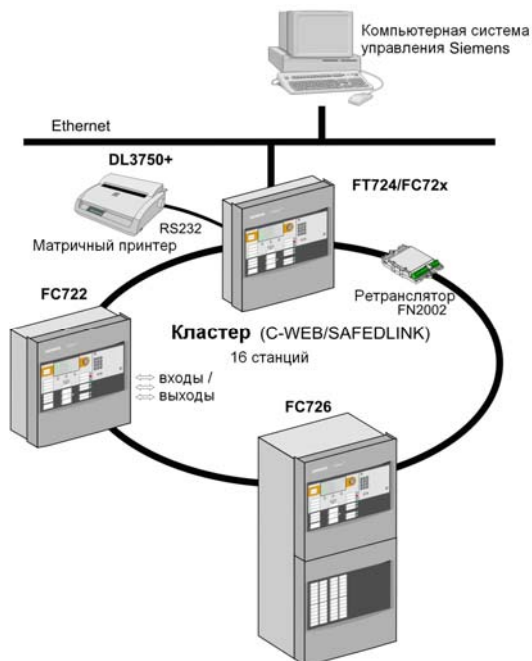 Компьютерная система
управления Siemens
Ethernet
DL3750+
FT724/FC72x
RS232
Матричный принтер
Ретранслятор
FN2002
FC722
Кластер (C-WEB/SAFEDLINK)
16 станций
входы /
выходы
FC726